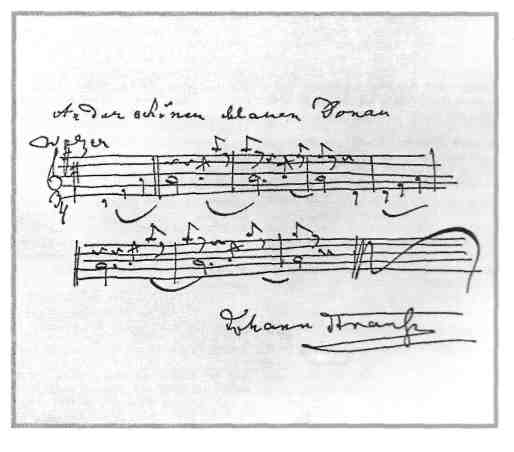 An der schönen blauen Donau
Walzer
Johann Strauss